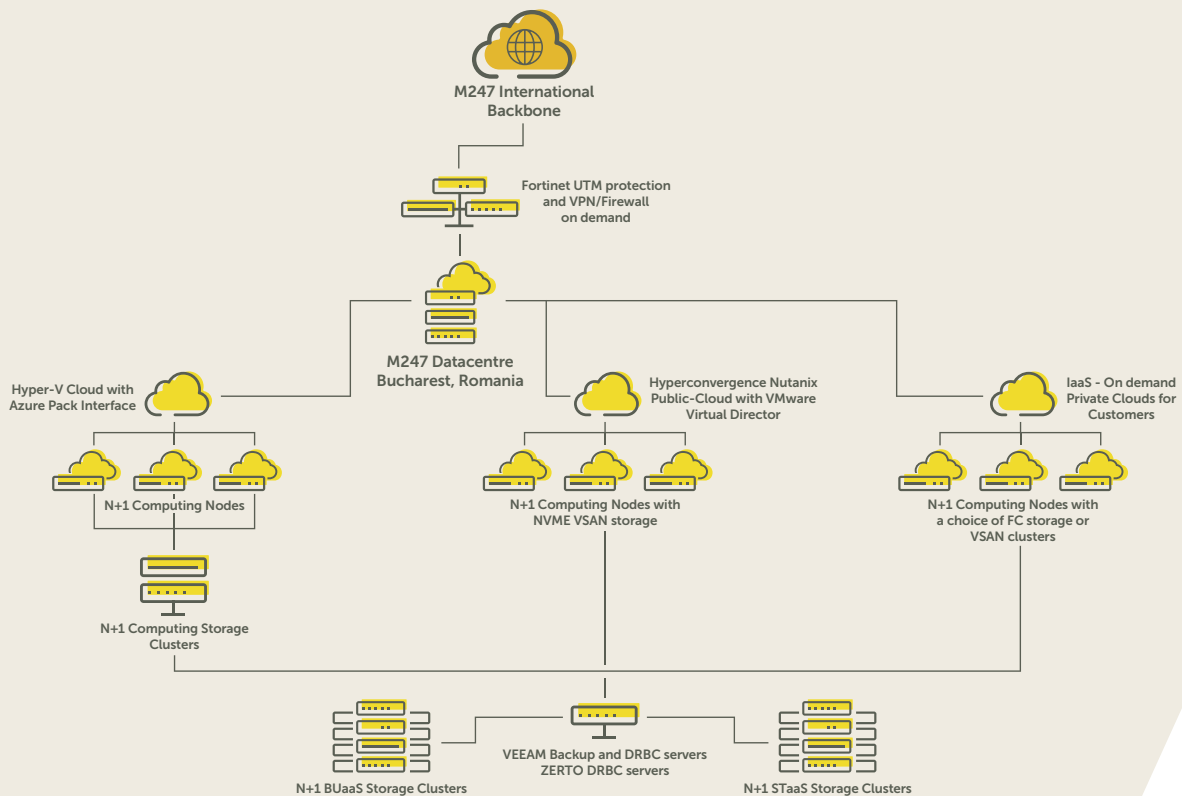 M247 International
Backbone
Fortinet UTM protection
and VPN/Firewall
on demand
M247 Datacentre
Bucharest, Romania
Hyper-V Cloud with
Azure Pack Interface
Hyperconvergence Nutanix
Public-Cloud with VMware
Virtual Director
IaaS - On demand
Private Clouds for
Customers
N+1 Computing Nodes
N+1 Computing Nodes with
NVME VSAN storage
N+1 Computing Nodes with
a choice of FC storage or
VSAN clusters
N+1 Computing Storage
Clusters
VEEAM Backup and DRBC servers
ZERTO DRBC servers
N+1 BUaaS Storage Clusters
N+1 STaaS Storage Clusters